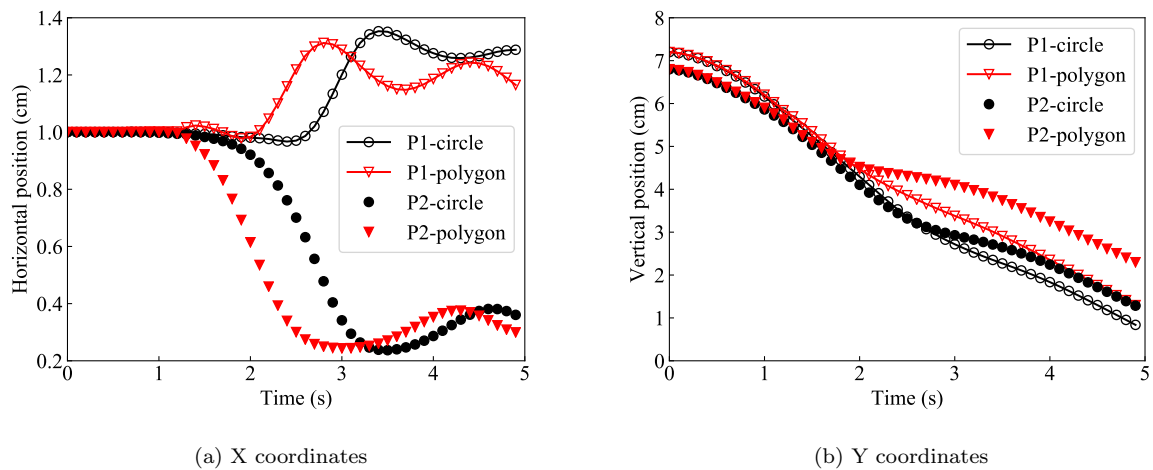 1.4
1.2
1.0
0.8
0.6
0.4
0.2
Horizontal position (cm)
P1-circle
P1-polygon
P2-circle
P2-polygon
0 1 2 3 4 5
Time (s)
(a) X coordinates
8
7
6
5
4
3
2
1
0
Vertical position (cm)
P1-circle
P1-polygon
P2-circle
P2-polygon
0 1 2 3 4 5
Time (s)
(b) Y coordinates